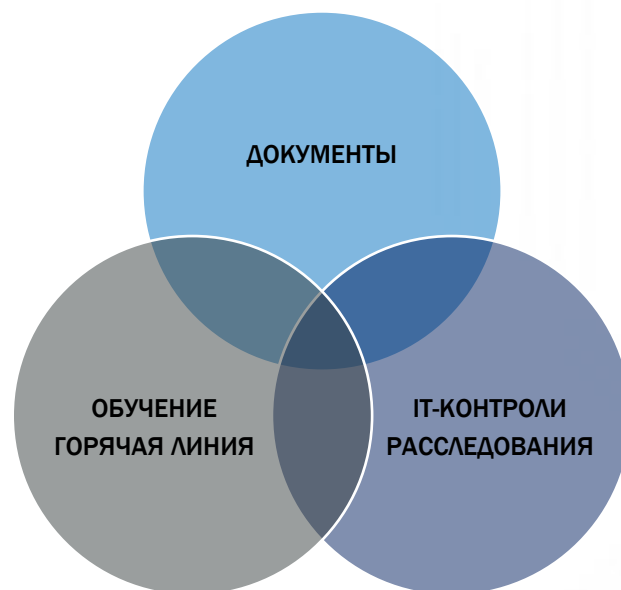 ДОКУМЕНТЫ
ОБУЧЕНИЕ
ГОРЯЧАЯ ЛИНИЯ
IT-КОНТРОЛИ
РАССЛЕДОВАНИЯ